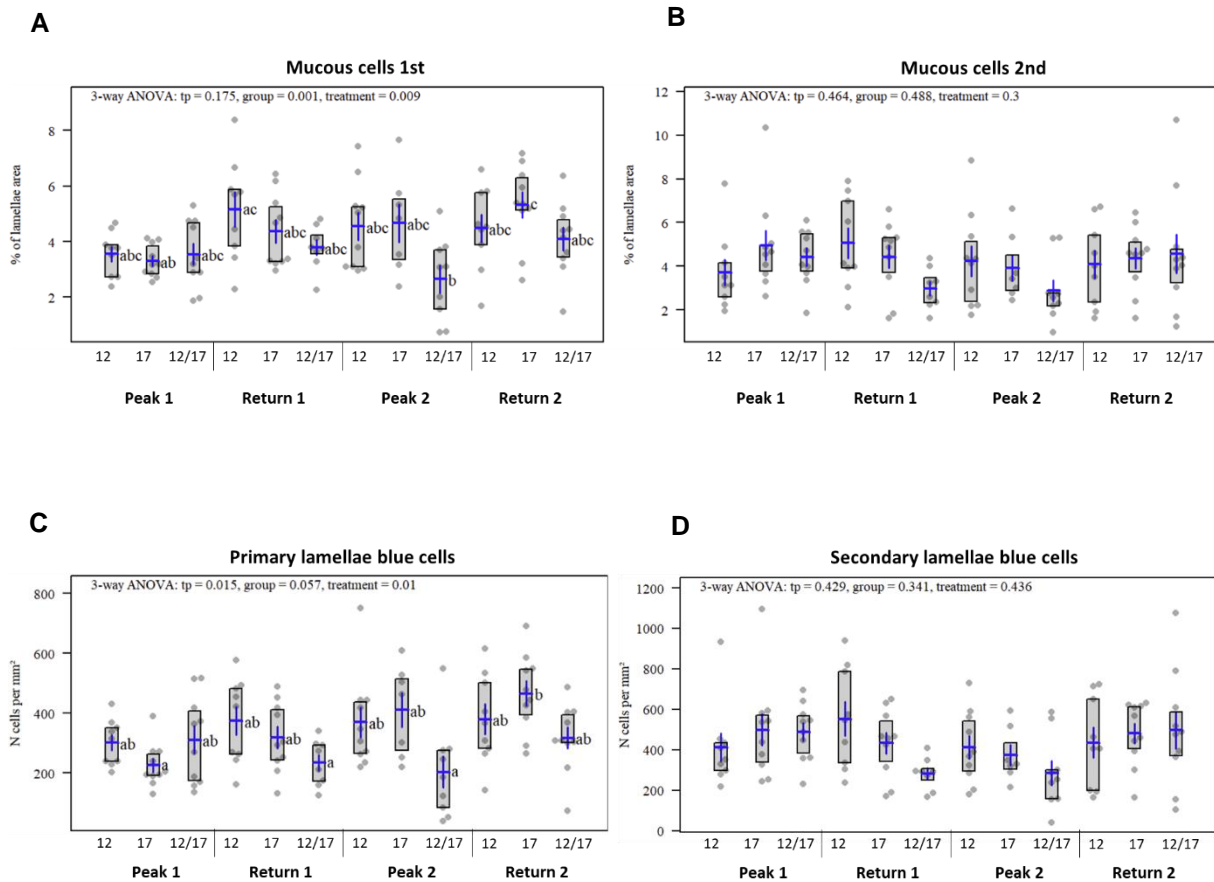 A
Mucous cells 1st
3-way ANOVA: tp = 0.175, group = 0.001, treatment = 0.009
% of lamellae area
8
6
4
2
abc
ab
abc
ac
abc
abc
abc
abc
b
abc
c
abc
12 17 12/17 12 17 12/17 12 17 12/17 12 17 12/17
Peak 1 Return 1 Peak 2 Return 2
B
Mucous cells 2nd
3-way ANOVA: tp = 0.464, group = 0.488, treatment = 0.3
% of lamellae area
12
10
8
6
4
2
12 17 12/17 12 17 12/17 12 17 12/17 12 17 12/17
Peak 1 Return 1 Peak 2 Return 2
C
Primary lamellae blue cells
3-way ANOVA: tp = 0.015, group = 0.057, treatment = 0.01
N cells per mm²
800
600
400
200
0
ab
a
ab
ab
ab
ab
ab
ab
a
ab
b
ab
12 17 12/17 12 17 12/17 12 17 12/17 12 17 12/17
Peak 1 Return 1 Peak 2 Return 2
D
Secondary lamellae blue cells
3-way ANOVA: tp = 0.429, group = 0.341, treatment = 0.436
N cells per mm²
1200
1000
800
600
400
200
0
12 17 12/17 12 17 12/17 12 17 12/17 12 17 12/17
Peak 1 Return 1 Peak 2 Return 2